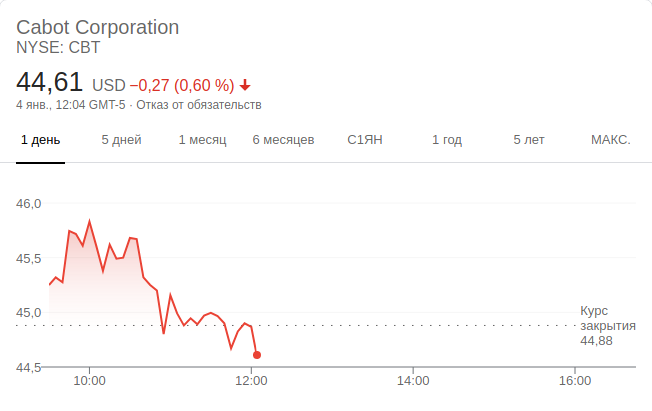 Cabot Corporation
NYSE: CBT
44,61 USD −0,27 (0,60 %)
4 янв., 12:04 GMT-5 · Отказ от обязательств
1 день 5 дней 1 месяц 6 месяцев С1ЯН 1 год 5 лет МАКС.
46,0
45,5
45,0
44,5
Курс
закрытия
44,88
10:00 12:00 14:00 16:00